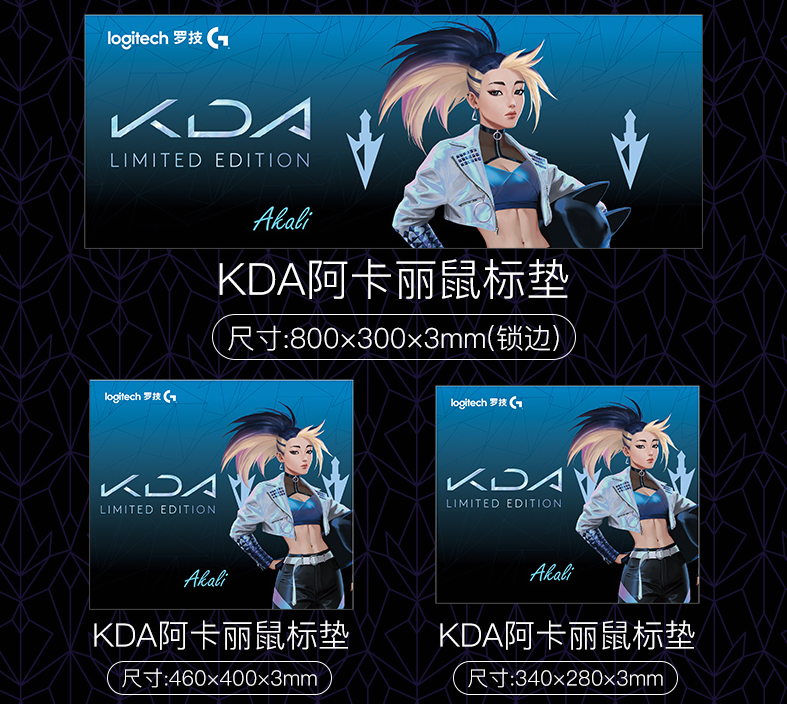 logitech 罗技 G
KDA
LIMITED EDITION
Akali
KDA阿卡丽鼠标垫
尺寸:800×300×3mm(锁边)
logitech 罗技 G
KDA
LIMITED EDITION
Akali
KDA阿卡丽鼠标垫
尺寸:460×400×3mm
logitech 罗技 G
KDA
LIMITED EDITION
Akali
KDA阿卡丽鼠标垫
尺寸:340×280×3mm